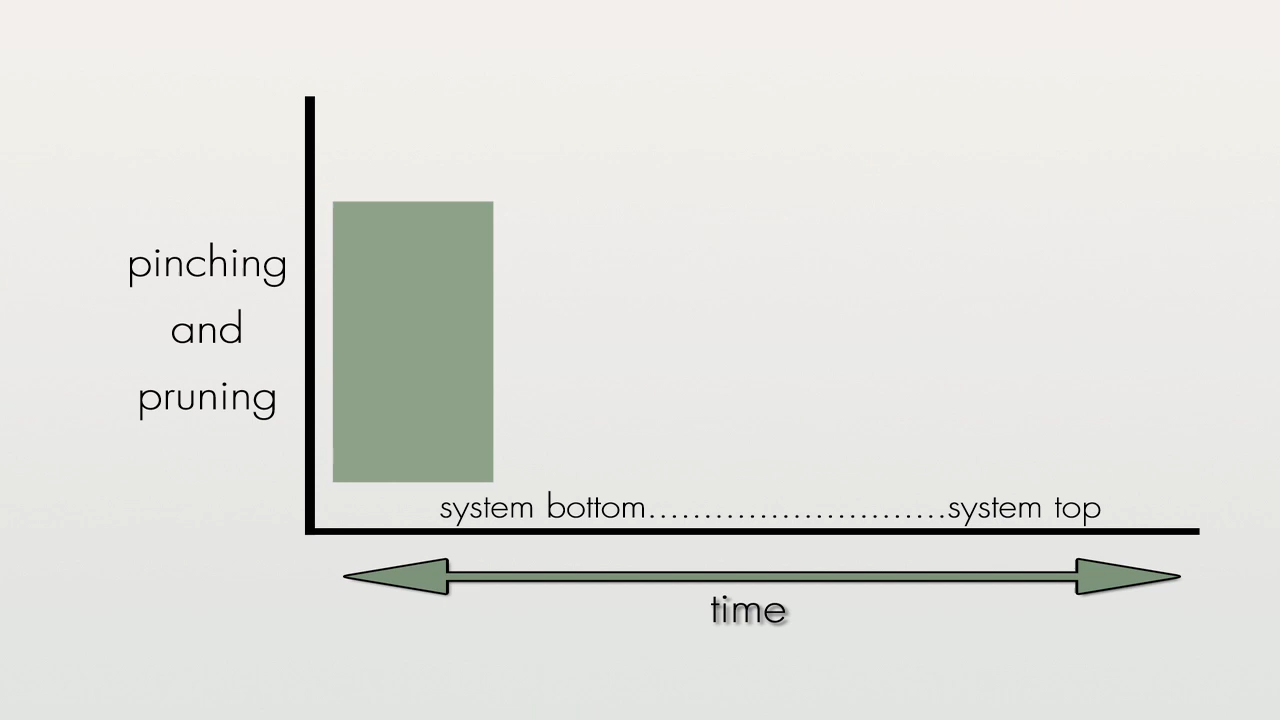 pinching
and
pruning
system bottom...........................system top
time